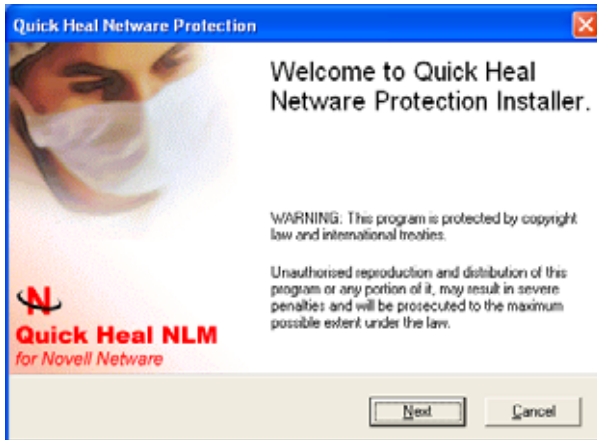 Quick Heal Netware Protection
Welcome to Quick Heal
Netware Protection Installer.
WARNING: This program is protected by copyright
law and international treaties.
Unauthorised reproduction and distribution of this
program or any portion of it, may result in severe
penalties and will be prosecuted to the maximum
possible extent under the law.
N
Quick Heal NLM
for Novell Netware
Next
Cancel